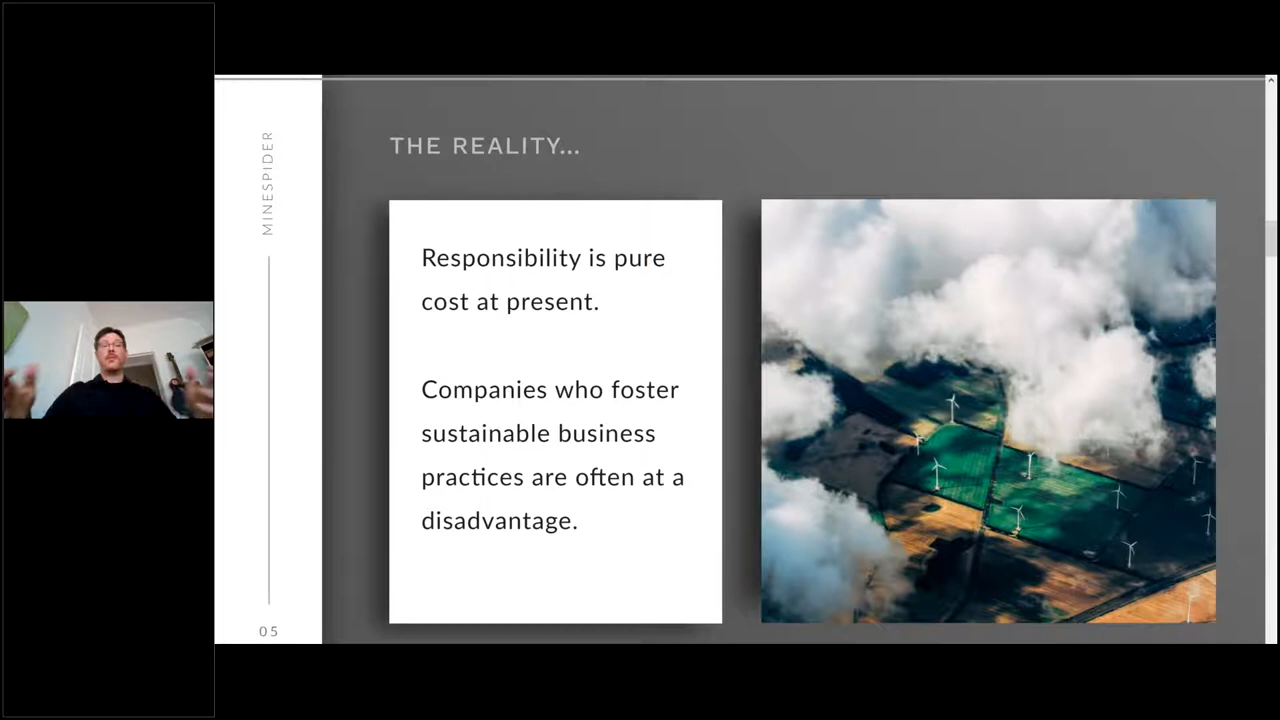 MINESPIDER
05
THE REALITY...
Responsibility is pure
cost at present.
Companies who foster
sustainable business
practices are often at a
disadvantage.